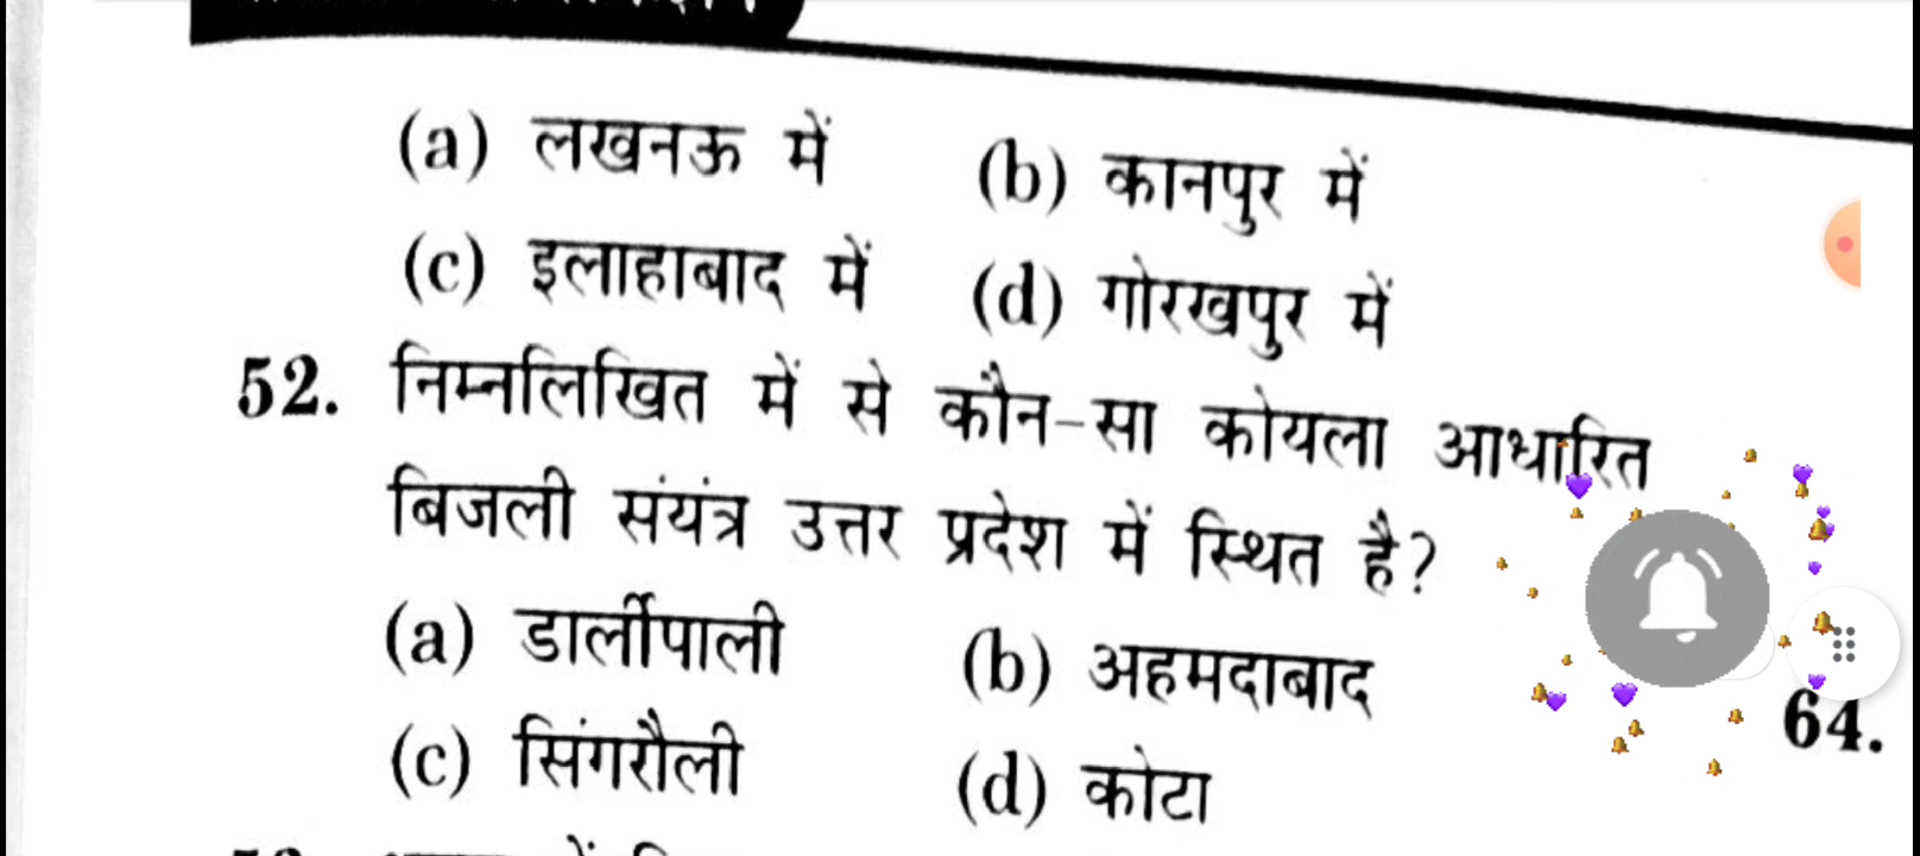 (a) लखनऊ में (b) कानपुर में
(c) इलाहाबाद में (d) गोरखपुर में
52. निम्नलिखित में से कौन-सा कोयला आधारित
बिजली संयंत्र उत्तर प्रदेश में स्थित है?
(a) डार्लीपाली (b) अहमदाबाद
(c) सिंगरौली (d) कोटा
64.